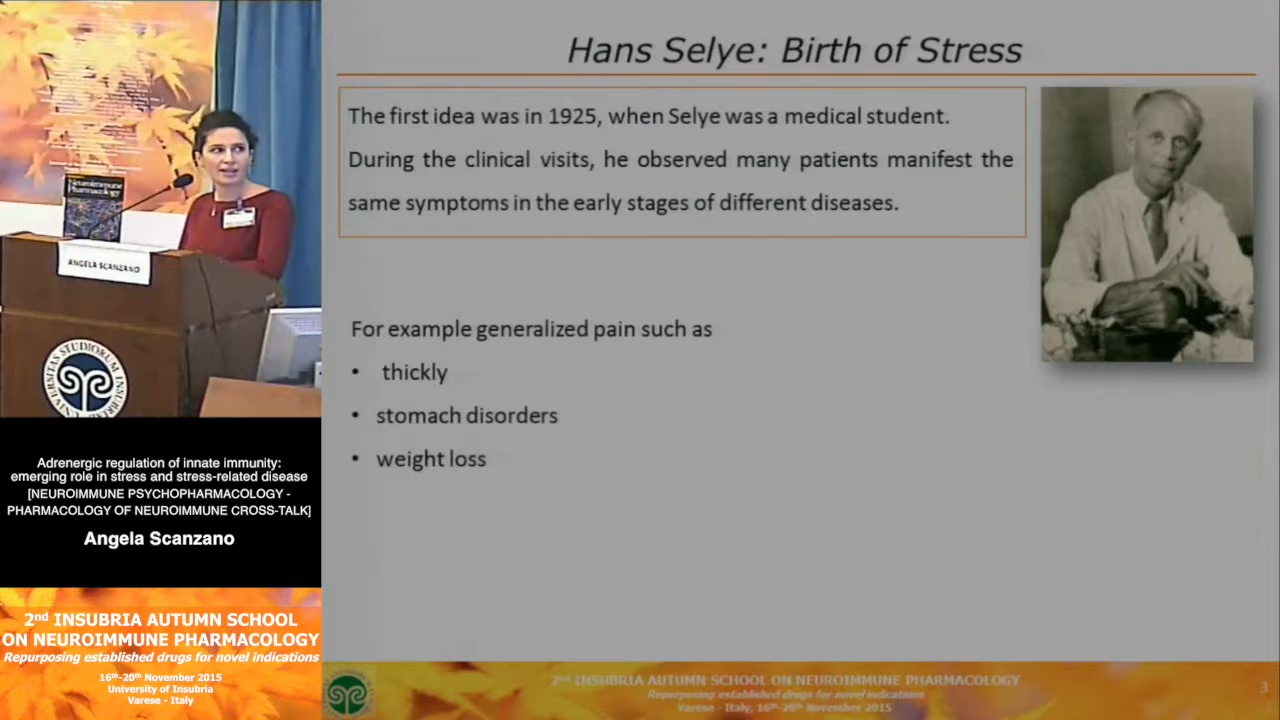 Neuroimmune
Pharmacology
ANGELA SCANZANO
Adrenergic regulation of innate immunity:
emerging role in stress and stress-related disease
[NEUROIMMUNE PSYCHOPHARMACOLOGY -
PHARMACOLOGY OF NEUROIMMUNE CROSS-TALK]
Angela Scanzano
2nd INSUBRIA AUTUMN SCHOOL
ON NEUROIMMUNE PHARMACOLOGY
Repurposing established drugs for novel indications
16th-20th November 2015
University of Insubria
Varese - Italy
Hans Selye: Birth of Stress
The first idea was in 1925, when Selye was a medical student.
During the clinical visits, he observed many patients manifest the
same symptoms in the early stages of different diseases.
For example generalized pain such as
• thickly
• stomach disorders
• weight loss
2nd INSUBRIA AUTUMN SCHOOL ON NEUROIMMUNE PHARMACOLOGY
Repurposing established drugs for novel indications
Varese - Italy, 16th-20th November 2015
3